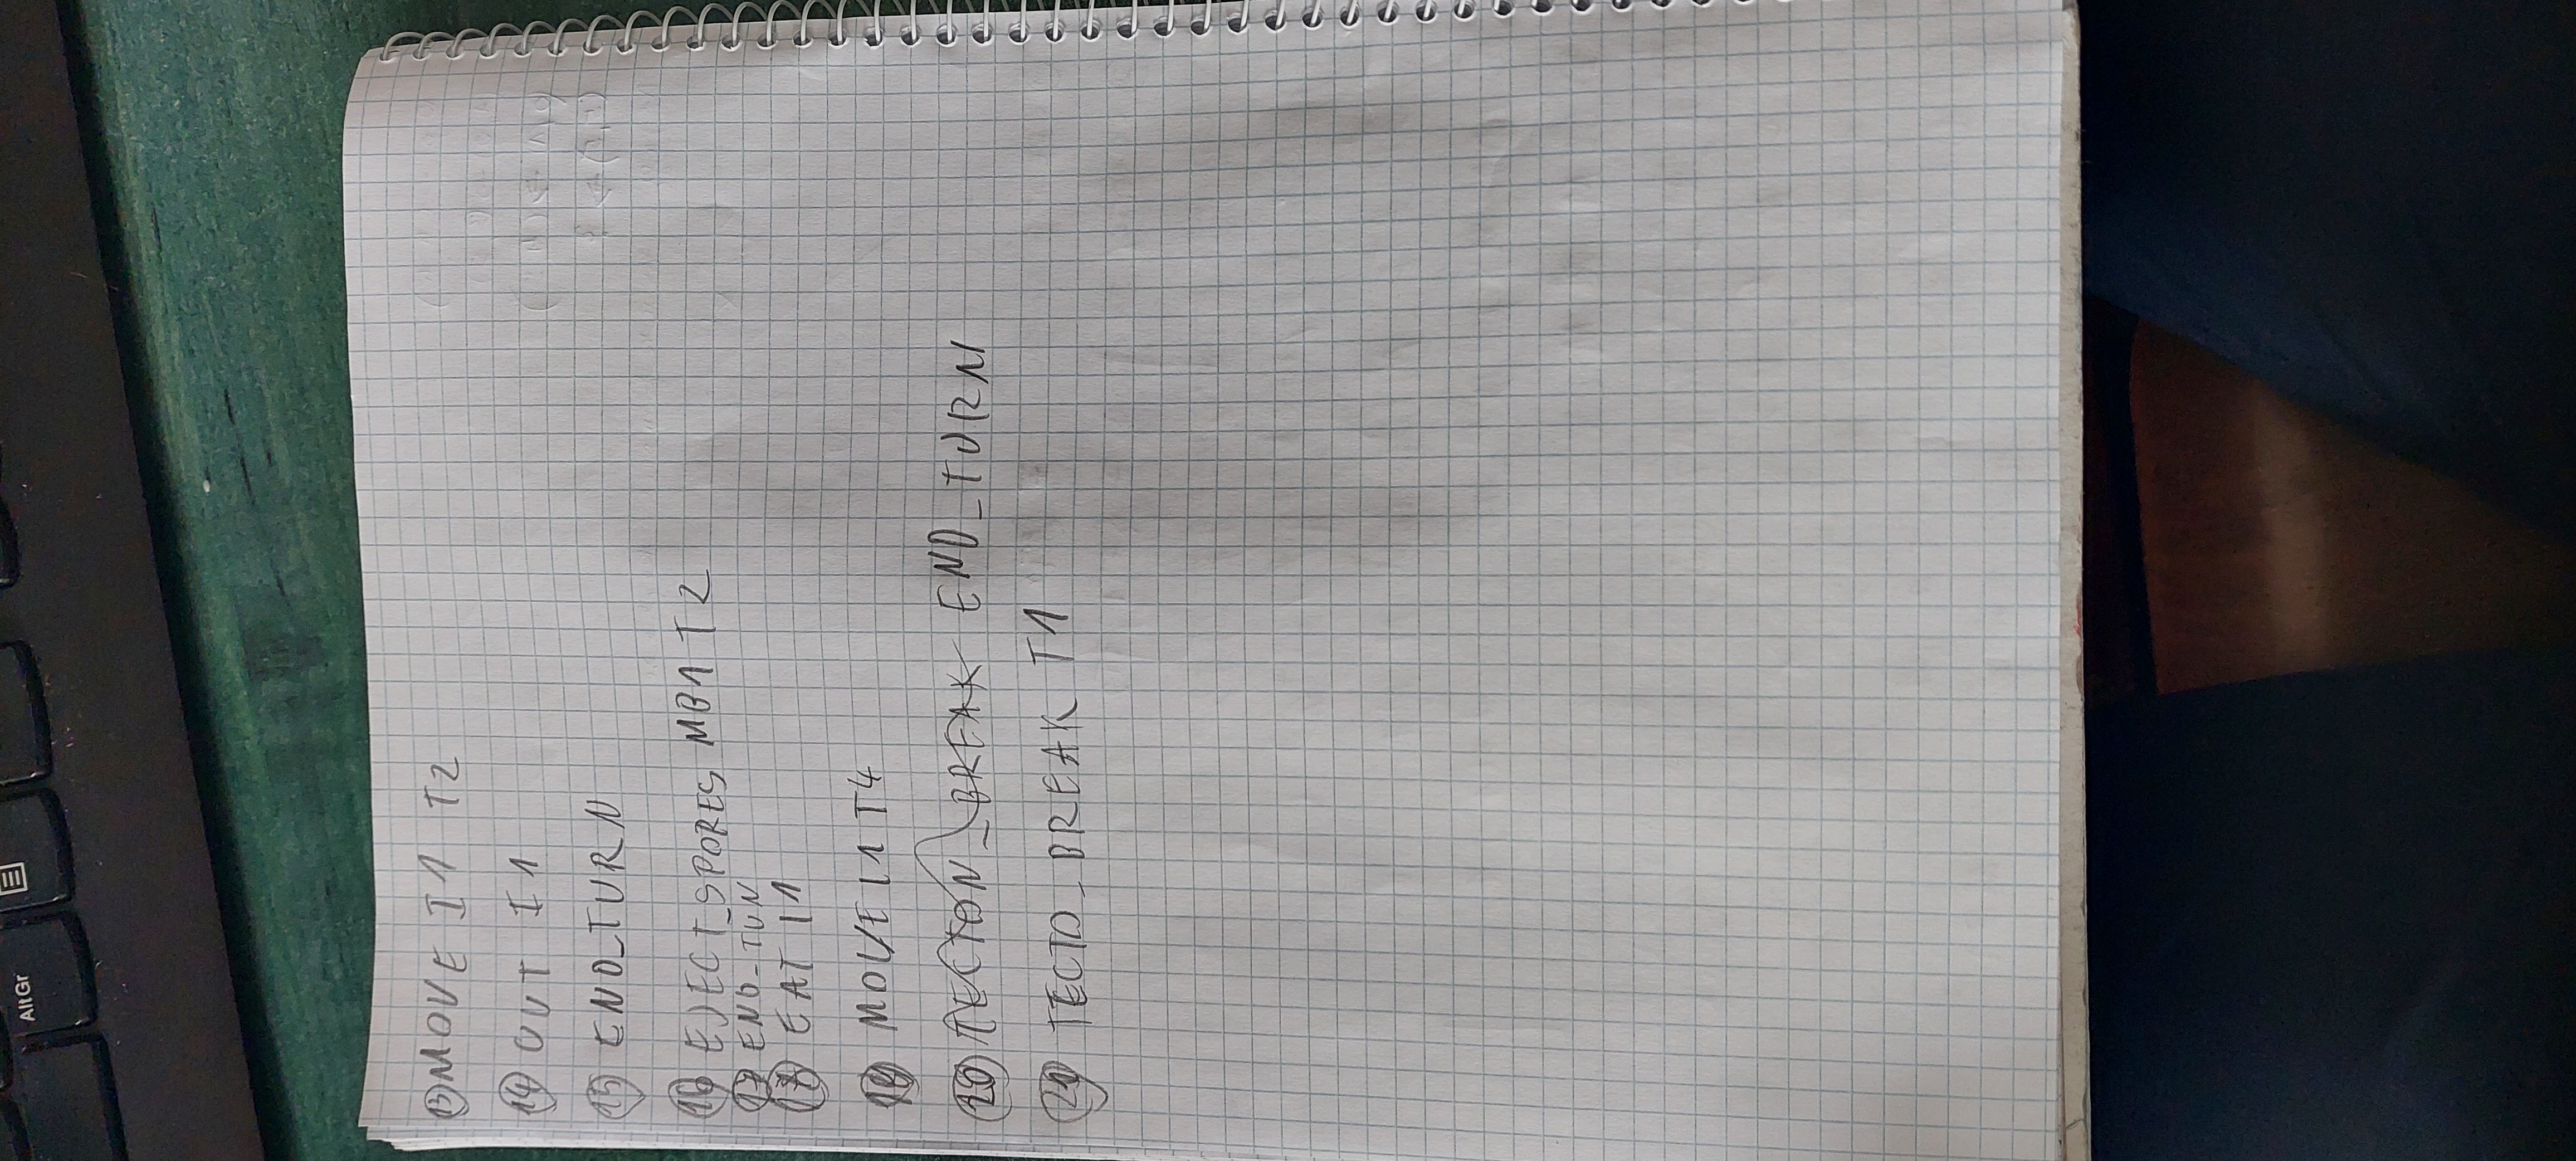 AltGr
13 MOVE I1 T2
14 OUT I1
15 END_TURN
16 EJECT_SPORES MB1 T2
17 END_TUN
18 EAT I1
19 MOVE I1 T4
20 TECTON_BREAK END_TURN
21 TECTO_BREAK T1